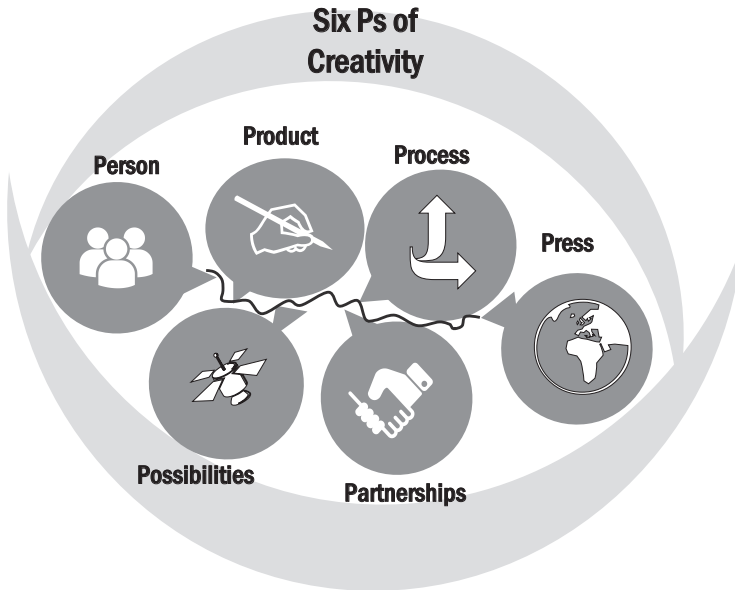 Six Ps of
Creativity
Person
Product
Process
Press
Possibilities
Partnerships